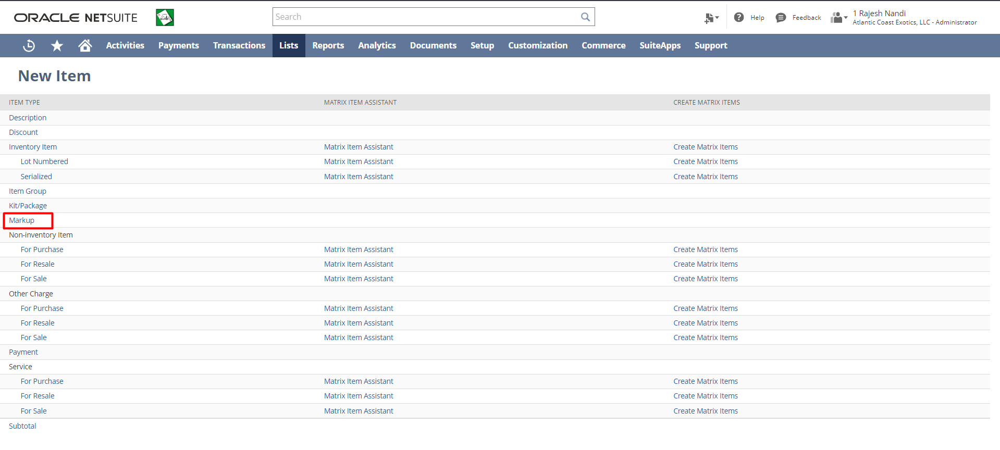 ORACLE NETSUITE
Search
Help
Feedback
1 Rajesh Nandi
Atlantic Coast Exotics, LLC - Administrator
Activities Payments Transactions Lists Reports Analytics Documents Setup Customization Commerce SuiteApps Support
New Item
ITEM TYPE MATRIX ITEM ASSISTANT CREATE MATRIX ITEMS
Description
Discount
Inventory Item Matrix Item Assistant Create Matrix Items
Lot Numbered Matrix Item Assistant Create Matrix Items
Serialized Matrix Item Assistant Create Matrix Items
Item Group
Kit/Package
Markup
Non-inventory Item
For Purchase Matrix Item Assistant Create Matrix Items
For Resale Matrix Item Assistant Create Matrix Items
For Sale Matrix Item Assistant Create Matrix Items
Other Charge
For Purchase Matrix Item Assistant Create Matrix Items
For Resale Matrix Item Assistant Create Matrix Items
For Sale Matrix Item Assistant Create Matrix Items
Payment
Service
For Purchase Matrix Item Assistant Create Matrix Items
For Resale Matrix Item Assistant Create Matrix Items
For Sale Matrix Item Assistant Create Matrix Items
Subtotal